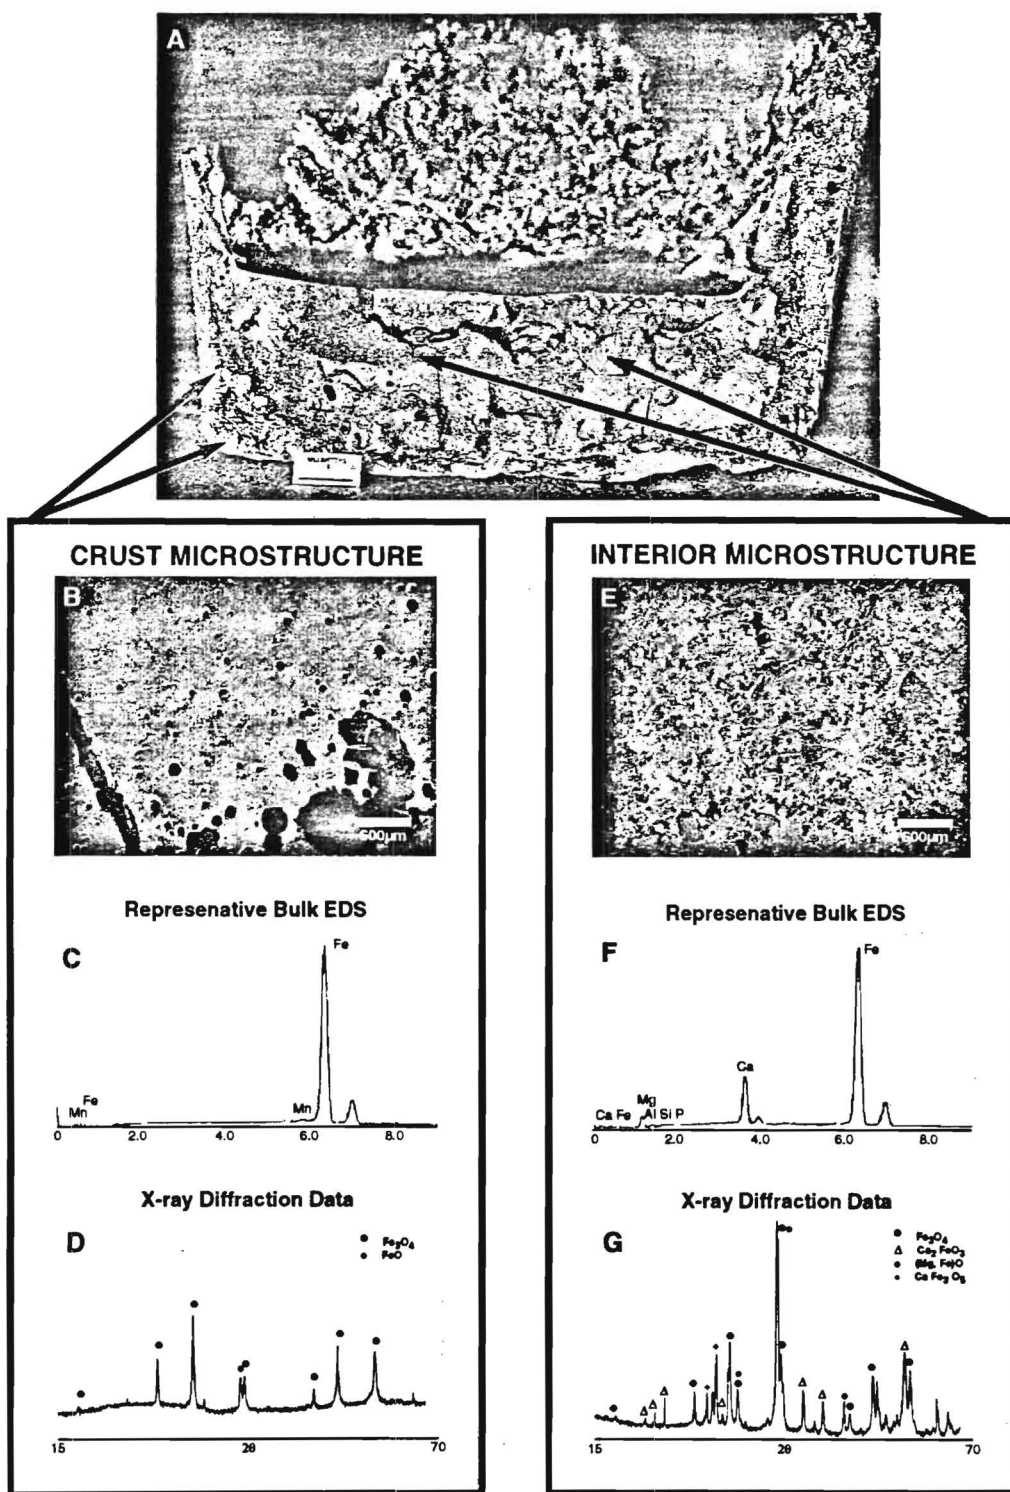 A
CRUST MICROSTRUCTURE
B
600µm
Represenative Bulk EDS
C
Fe
Fe
Mn
Mn
0 2.0 4.0 6.0 8.0
X-ray Diffraction Data
D
Fe₃O₄
FeO
15 2θ 70
INTERIOR MICROSTRUCTURE
E
600µm
Represenative Bulk EDS
F
Fe
Ca
Mg
Ca Fe Al Si P
0 2.0 4.0 6.0 8.0
X-ray Diffraction Data
G
Fe₃O₄
Ca₂ FeO₃
(Mg, Fe)O
Ca Fe₃ O₅
15 2θ 70